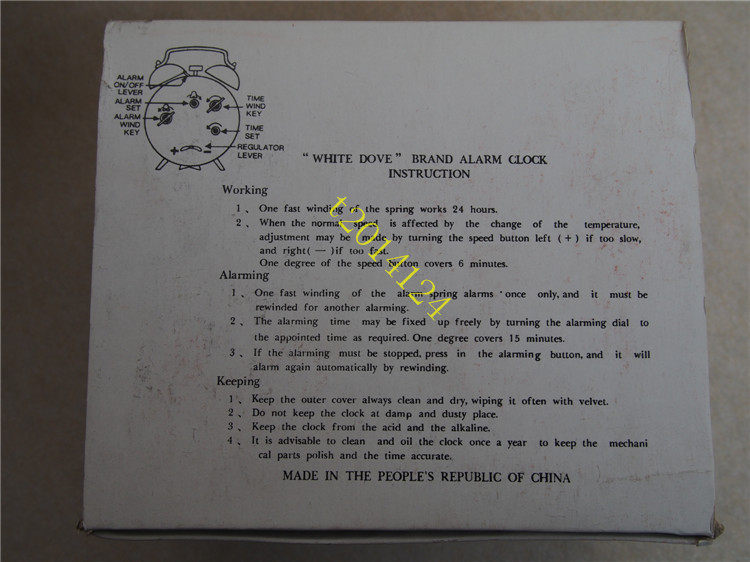 ALARM
ON/OFF
LEVER
ALARM
SET
ALARM
WIND
KEY
TIME
WIND
KEY
TIME
SET
REGULATOR
LEVER
+ −
"WHITE DOVE" BRAND ALARM CLOCK
INSTRUCTION
Working
1、 One fast winding of the spring works 24 hours.
2、 When the normal speed is affected by the change of the temperature,
adjustment may be made by turning the speed button left (+) if too slow,
and right(—)if too fast.
One degree of the speed button covers 6 minutes.
Alarming
1、 One fast winding of the alarm spring alarms once only, and it must be
rewinded for another alarming.
2、 The alarming time may be fixed up freely by turning the alarming dial to
the appointed time as required. One degree covers 15 minutes.
3、 If the alarming must be stopped, press in the alarming button, and it will
alarm again automatically by rewinding.
Keeping
1、 Keep the outer cover always clean and dry, wiping it often with velvet.
2、 Do not keep the clock at damp and dusty place.
3、 Keep the clock from the acid and the alkaline.
4、 It is advisable to clean and oil the clock once a year to keep the mechani
cal parts polish and the time accurate.
MADE IN THE PEOPLE'S REPUBLIC OF CHINA
t2014124